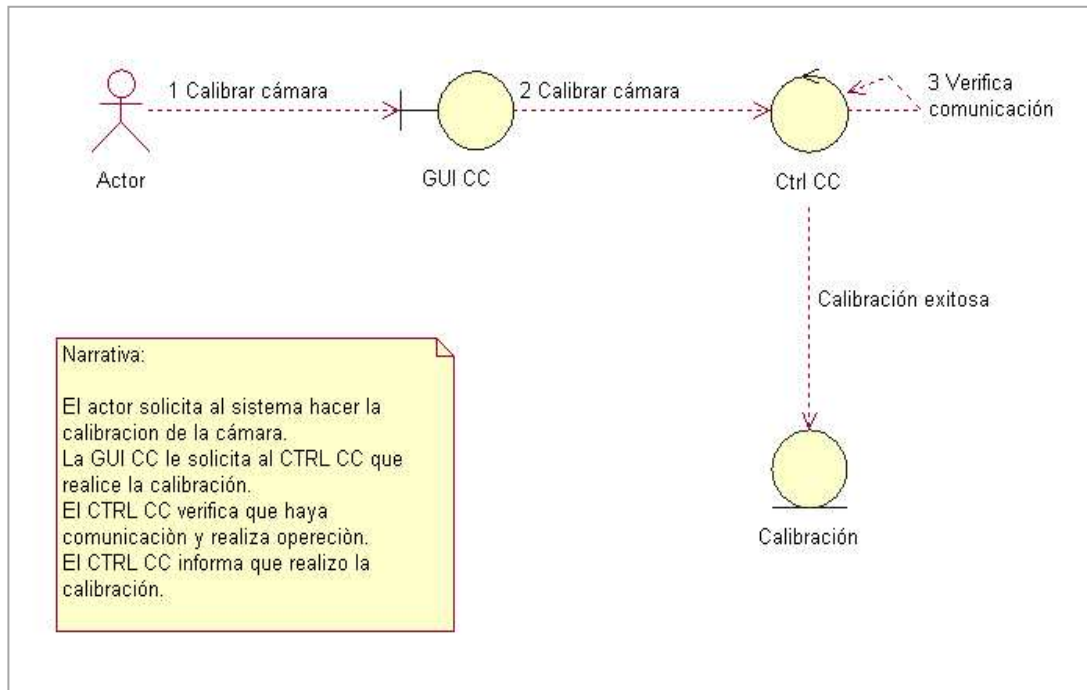 1 Calibrar cámara
2 Calibrar cámara
3 Verifica
comunicación
Actor
GUI CC
Ctrl CC
Calibración exitosa
Narrativa:
El actor solicita al sistema hacer la
calibracion de la cámara.
La GUI CC le solicita al CTRL CC que
realice la calibración.
El CTRL CC verifica que haya
comunicaciòn y realiza opereciòn.
El CTRL CC informa que realizo la
calibración.
Calibración